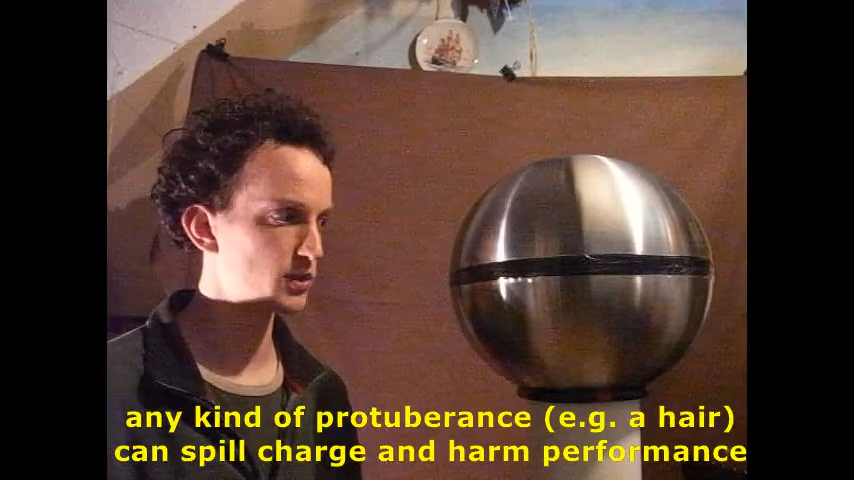 any kind of protuberance (e.g. a hair)
can spill charge and harm performance